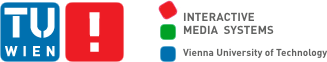 TU
WIEN
!
INTERACTIVE
MEDIA SYSTEMS
Vienna University of Technology